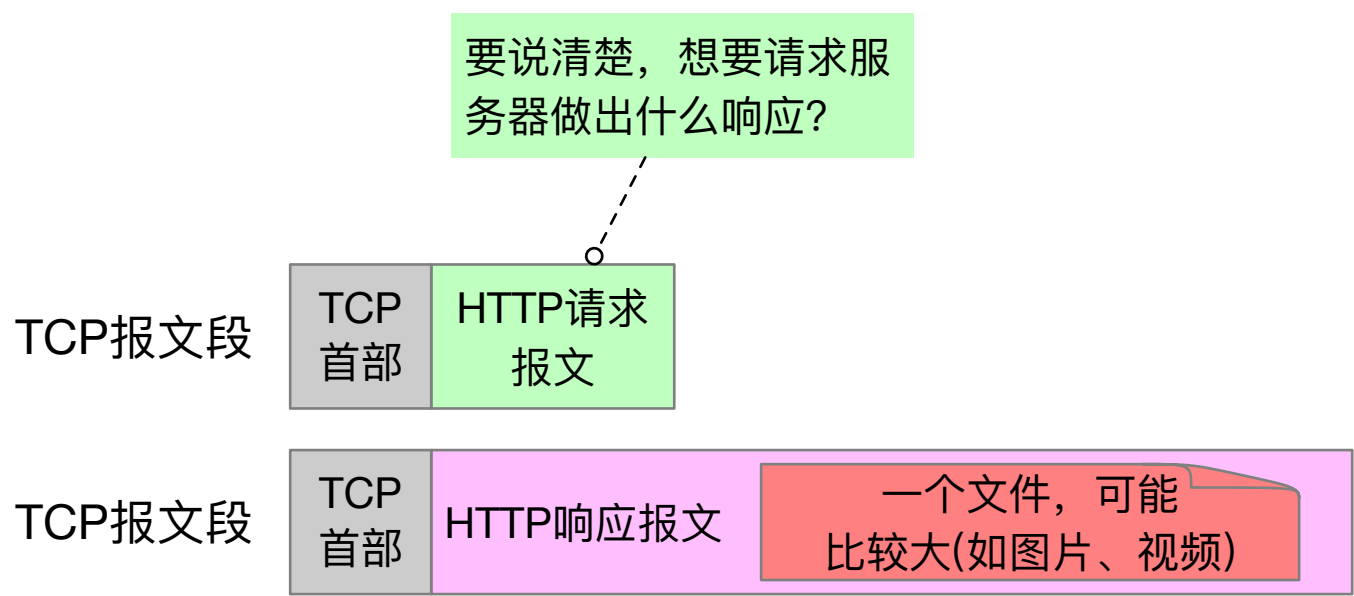 要说清楚，想要请求服
务器做出什么响应？
TCP报文段
TCP
首部
HTTP请求
报文
TCP报文段
TCP
首部
HTTP响应报文
一个文件，可能
比较大(如图片、视频)